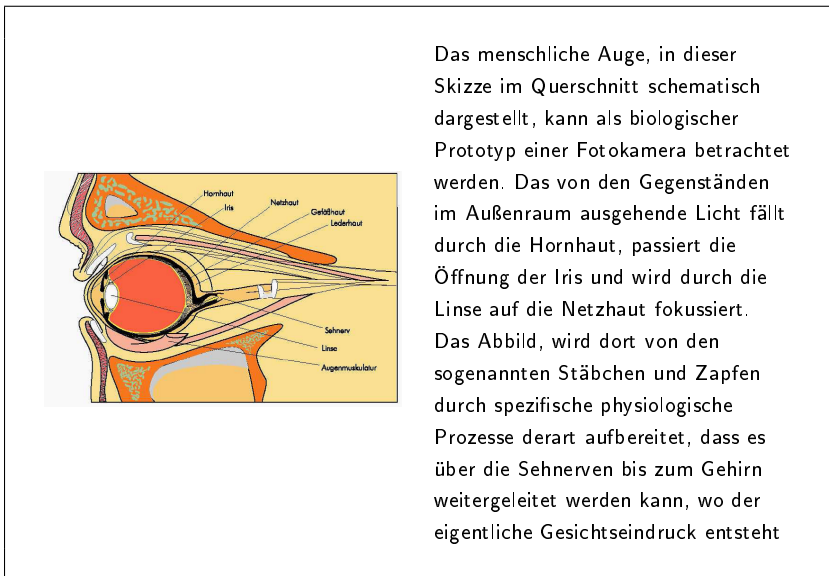 Das menschliche Auge, in dieser
Skizze im Querschnitt schematisch
dargestellt, kann als biologischer
Prototyp einer Fotokamera betrachtet
werden. Das von den Gegenständen
im Außenraum ausgehende Licht fällt
durch die Hornhaut, passiert die
Öffnung der Iris und wird durch die
Linse auf die Netzhaut fokussiert.
Das Abbild, wird dort von den
sogenannten Stäbchen und Zapfen
durch spezifische physiologische
Prozesse derart aufbereitet, dass es
über die Sehnerven bis zum Gehirn
weitergeleitet werden kann, wo der
eigentliche Gesichtseindruck entsteht
Hornhaut
Iris
Netzhaut
Gefäßhaut
Lederhaut
Sehnerv
Linse
Augenmuskulatur